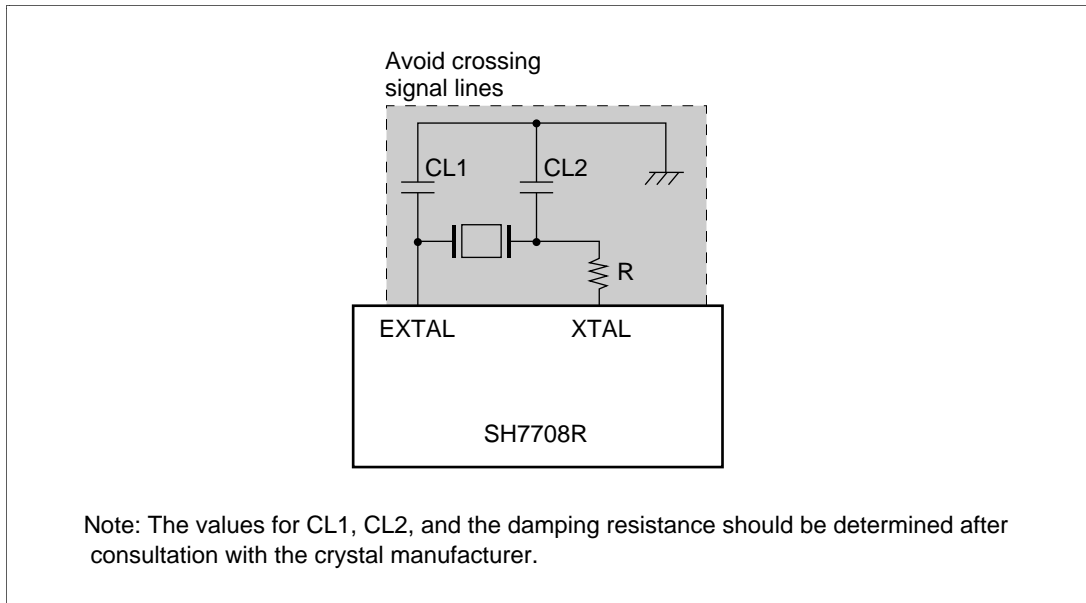 Avoid crossing
signal lines
CL1
CL2
R
EXTAL
XTAL
SH7708R
Note: The values for CL1, CL2, and the damping resistance should be determined after
consultation with the crystal manufacturer.